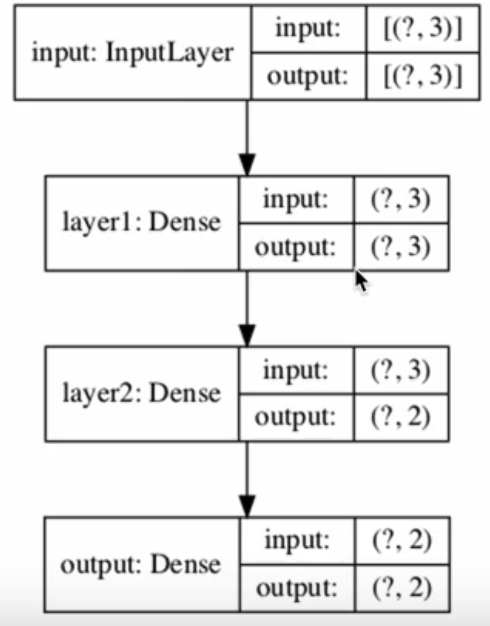 input: InputLayer
input: [(?, 3)]
output: [(?, 3)]
layer1: Dense
input: (?, 3)
output: (?, 3)
layer2: Dense
input: (?, 3)
output: (?, 2)
output: Dense
input: (?, 2)
output: (?, 2)